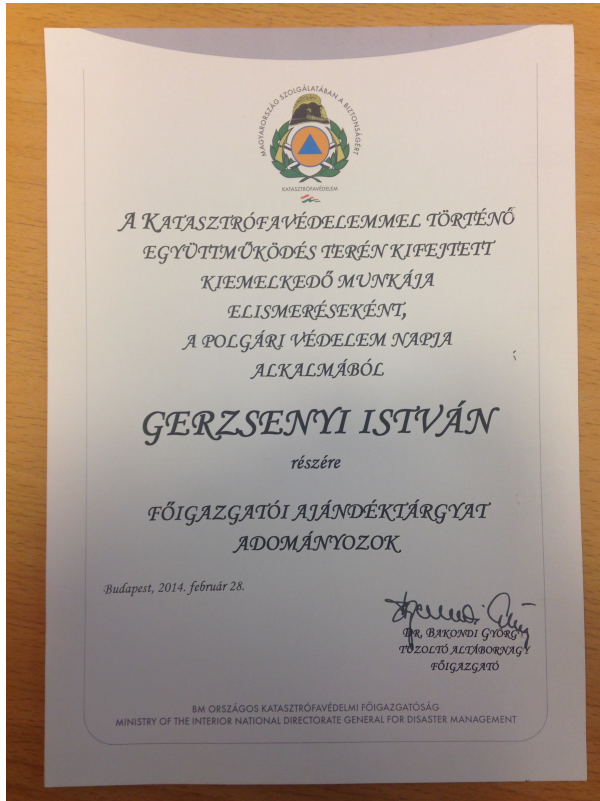 MAGYARORSZÁG SZOLGÁLATÁBAN A BIZTONSÁGÉRT
KATASZTRÓFAVÉDELEM
A KATASZTRÓFAVÉDELEMMEL TÖRTÉNŐ
EGYÜTTMŰKÖDÉS TERÉN KIFEJTETT
KIEMELKEDŐ MUNKÁJA
ELISMERÉSEKÉNT,
A POLGÁRI VÉDELEM NAPJA
ALKALMÁBÓL
GERZSENYI ISTVÁN
részére
FŐIGAZGATÓI AJÁNDÉKTÁRGYAT
ADOMÁNYOZOK
Budapest, 2014. február 28.
DR. BAKONDI GYÖRGY
TŰZOLTÓ ALTÁBORNAGY
FŐIGAZGATÓ
BM ORSZÁGOS KATASZTRÓFAVÉDELMI FŐIGAZGATÓSÁG
MINISTRY OF THE INTERIOR NATIONAL DIRECTORATE GENERAL FOR DISASTER MANAGEMENT